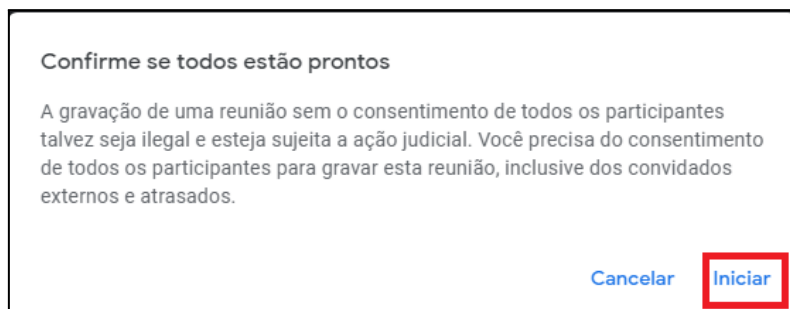 Confirme se todos estão prontos
A gravação de uma reunião sem o consentimento de todos os participantes
talvez seja ilegal e esteja sujeita a ação judicial. Você precisa do consentimento
de todos os participantes para gravar esta reunião, inclusive dos convidados
externos e atrasados.
Cancelar Iniciar